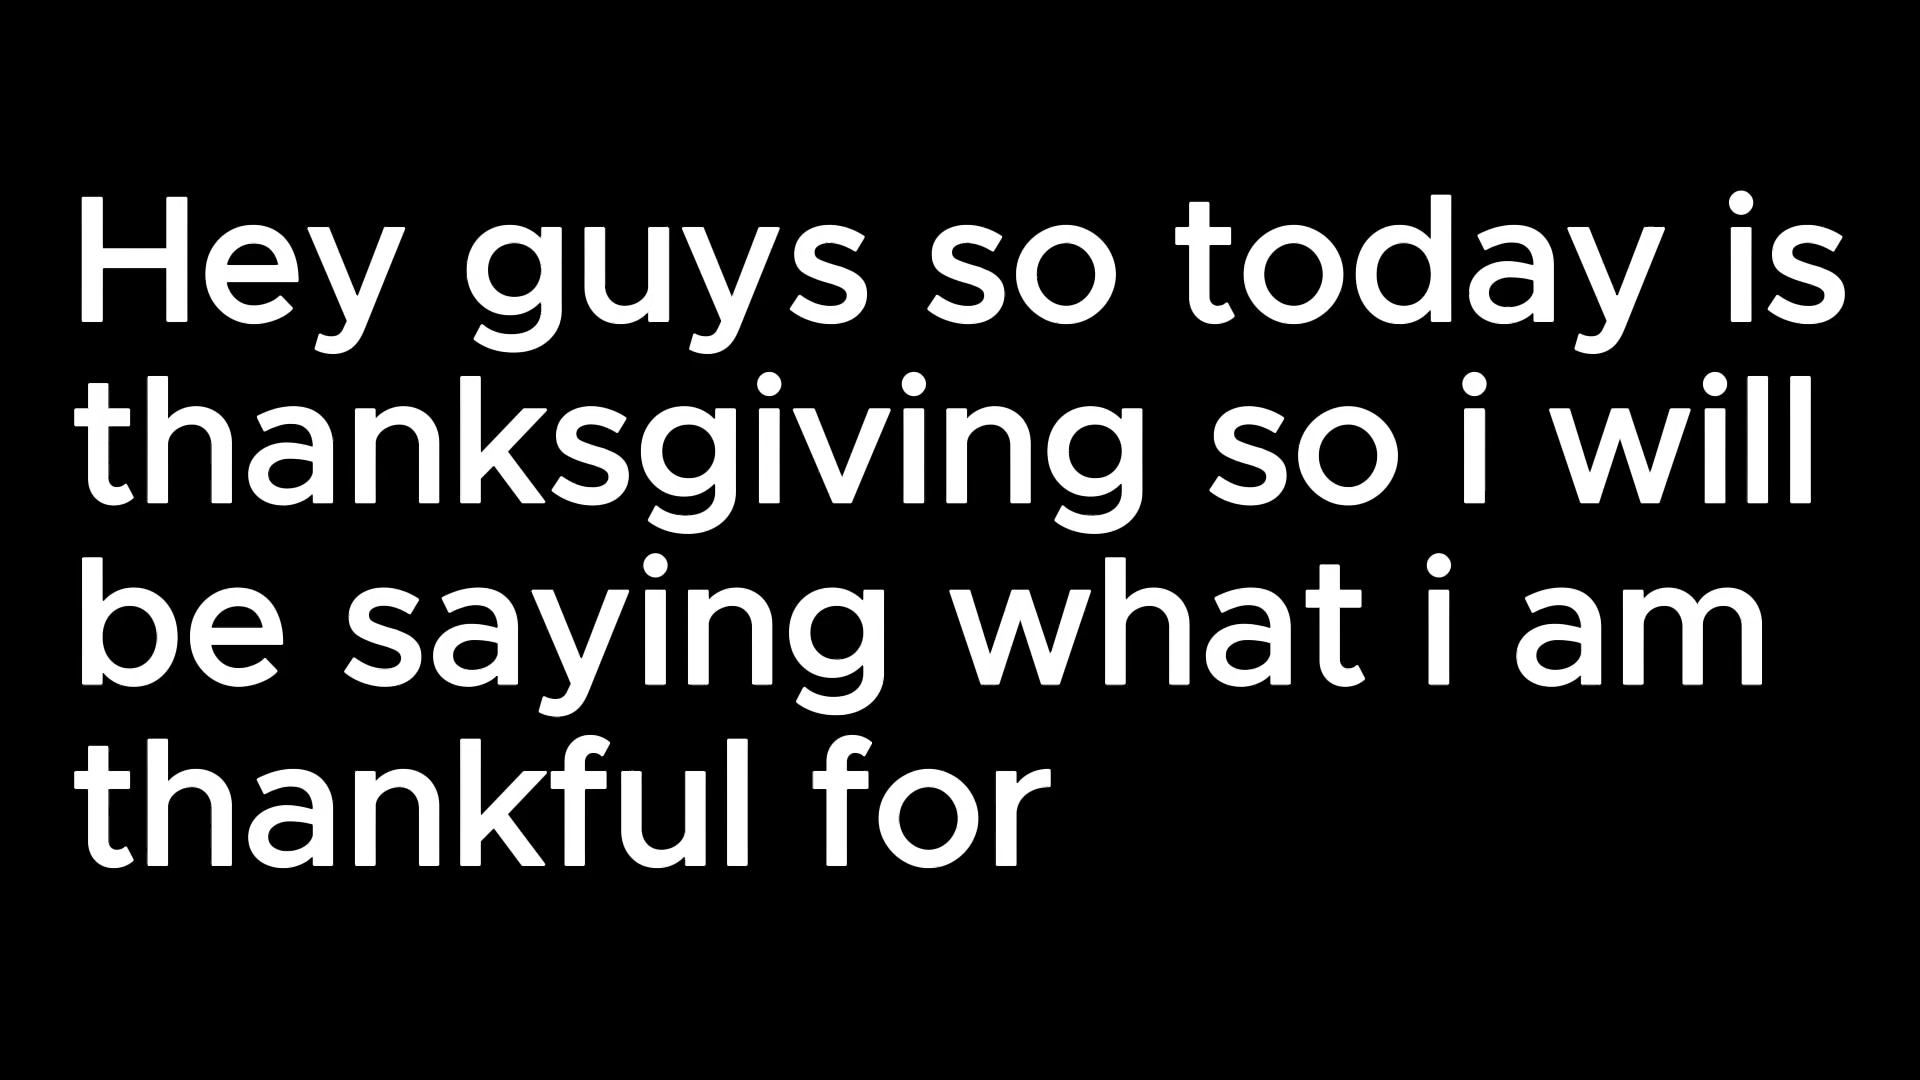 Hey guys so today is
thanksgiving so i will
be saying what i am
thankful for